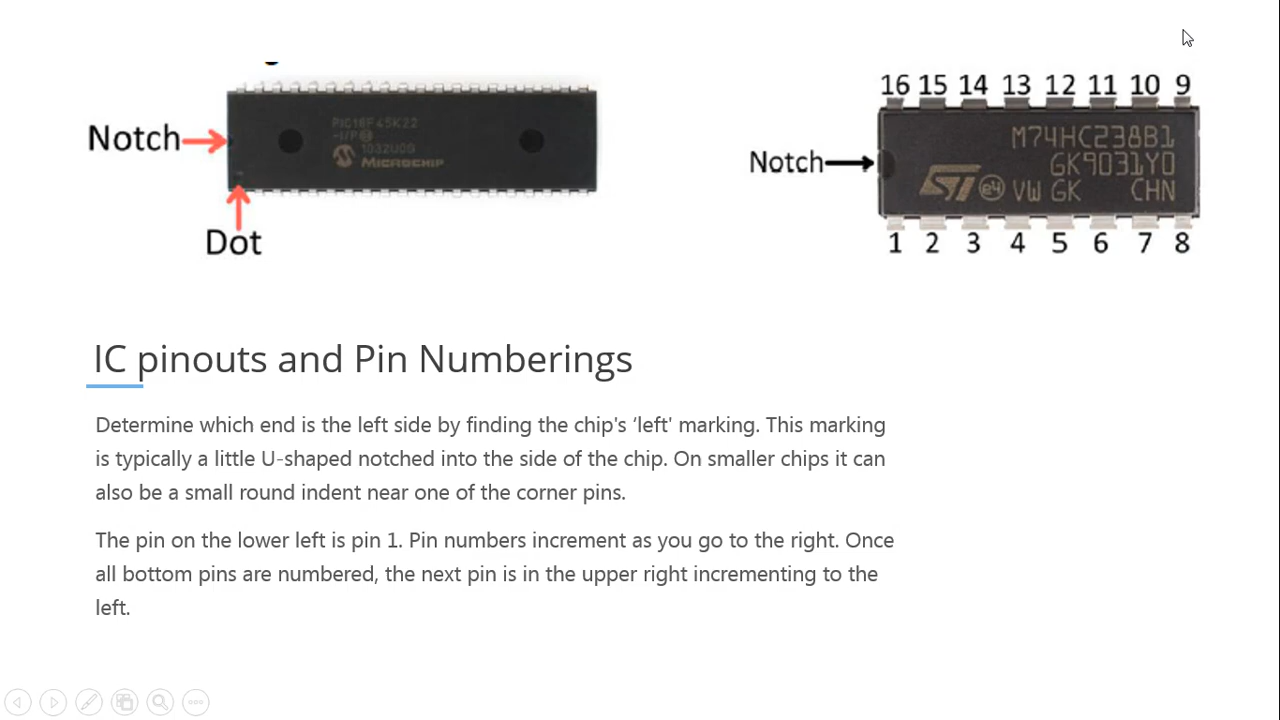 Notch
PIC18F45K22
-I/P
MICROCHIP
Dot
16 15 14 13 12 11 10 9
Notch
M74HC238B1
GK9031Y0
ST e4 VW GK CHN
1 2 3 4 5 6 7 8
IC pinouts and Pin Numberings
Determine which end is the left side by finding the chip's ‘left' marking. This marking
is typically a little U-shaped notched into the side of the chip. On smaller chips it can
also be a small round indent near one of the corner pins.
The pin on the lower left is pin 1. Pin numbers increment as you go to the right. Once
all bottom pins are numbered, the next pin is in the upper right incrementing to the
left.